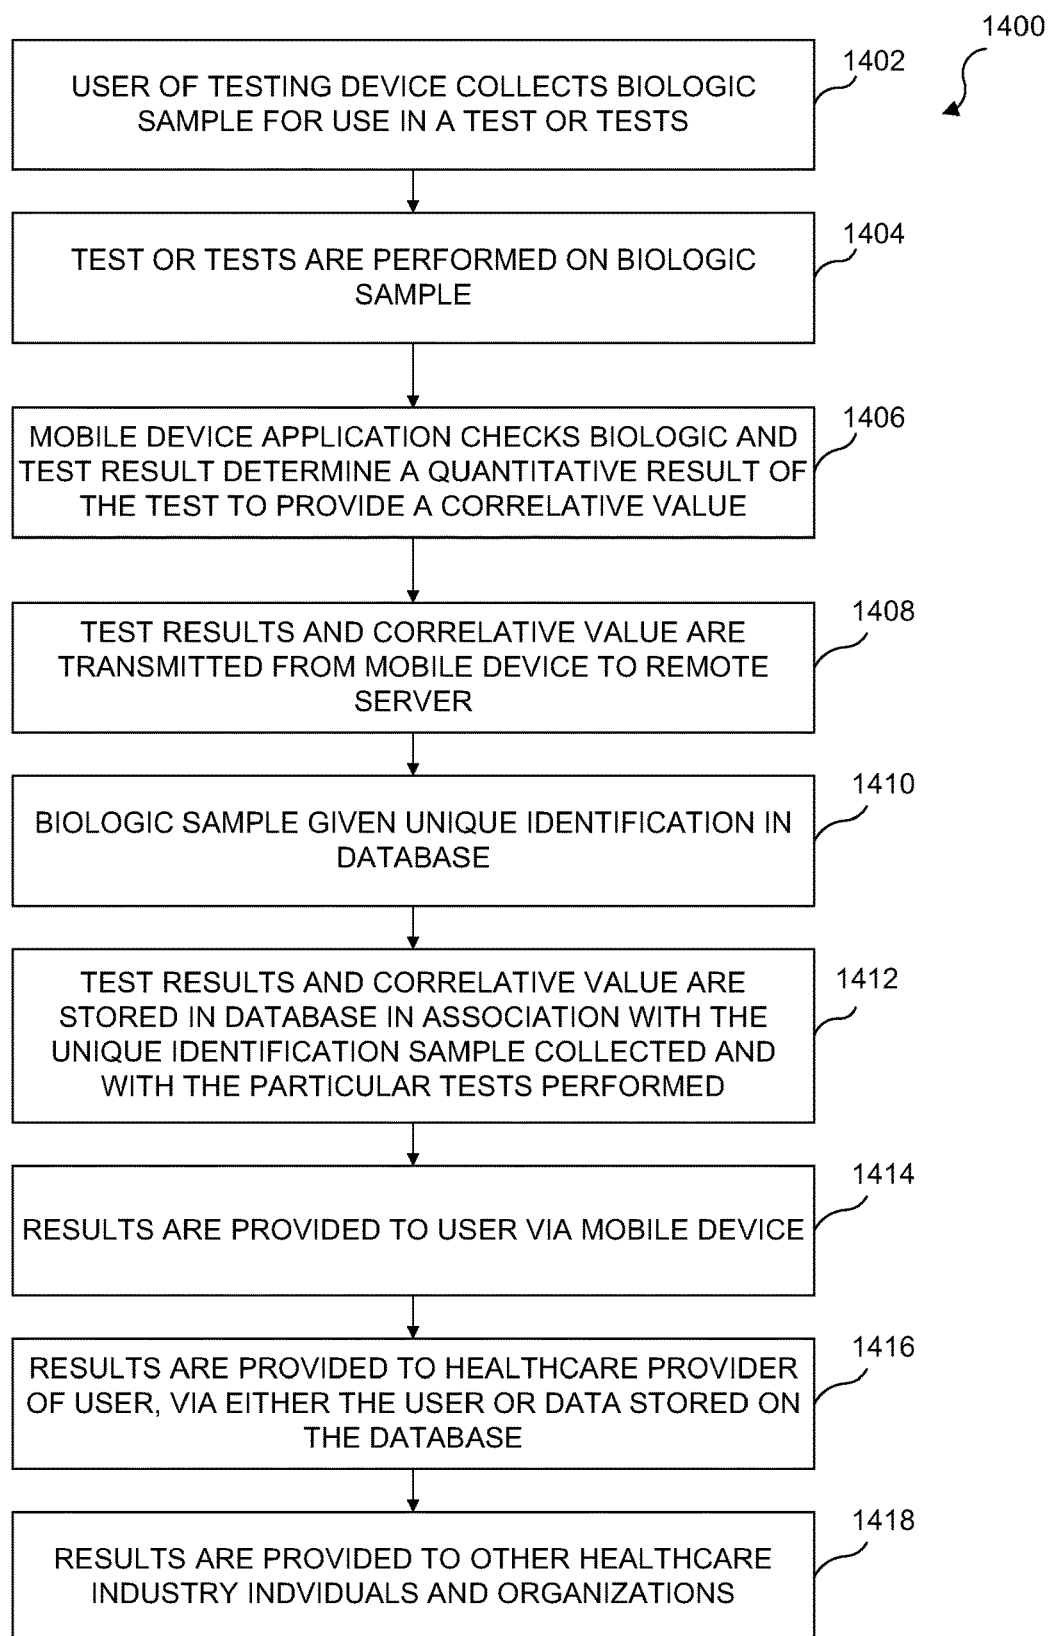 1400
1402
USER OF TESTING DEVICE COLLECTS BIOLOGIC
SAMPLE FOR USE IN A TEST OR TESTS
1404
TEST OR TESTS ARE PERFORMED ON BIOLOGIC
SAMPLE
1406
MOBILE DEVICE APPLICATION CHECKS BIOLOGIC AND
TEST RESULT DETERMINE A QUANTITATIVE RESULT OF
THE TEST TO PROVIDE A CORRELATIVE VALUE
1408
TEST RESULTS AND CORRELATIVE VALUE ARE
TRANSMITTED FROM MOBILE DEVICE TO REMOTE
SERVER
1410
BIOLOGIC SAMPLE GIVEN UNIQUE IDENTIFICATION IN
DATABASE
1412
TEST RESULTS AND CORRELATIVE VALUE ARE
STORED IN DATABASE IN ASSOCIATION WITH THE
UNIQUE IDENTIFICATION SAMPLE COLLECTED AND
WITH THE PARTICULAR TESTS PERFORMED
1414
RESULTS ARE PROVIDED TO USER VIA MOBILE DEVICE
1416
RESULTS ARE PROVIDED TO HEALTHCARE PROVIDER
OF USER, VIA EITHER THE USER OR DATA STORED ON
THE DATABASE
1418
RESULTS ARE PROVIDED TO OTHER HEALTHCARE
INDUSTRY INDVIDUALS AND ORGANIZATIONS